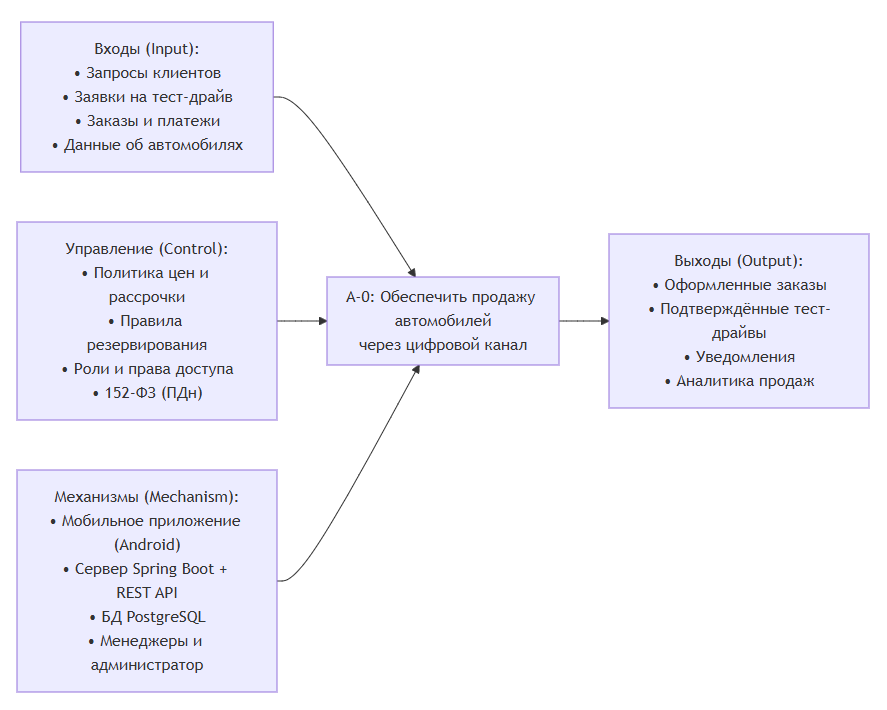 Входы (Input):
• Запросы клиентов
• Заявки на тест-драйв
• Заказы и платежи
• Данные об автомобилях
Управление (Control):
• Политика цен и
рассрочки
• Правила
резервирования
• Роли и права доступа
• 152-ФЗ (ПДн)
Механизмы (Mechanism):
• Мобильное приложение
(Android)
• Сервер Spring Boot +
REST API
• БД PostgreSQL
• Менеджеры и
администратор
A-0: Обеспечить продажу
автомобилей
через цифровой канал
Выходы (Output):
• Оформленные заказы
• Подтверждённые тест-
драйвы
• Уведомления
• Аналитика продаж